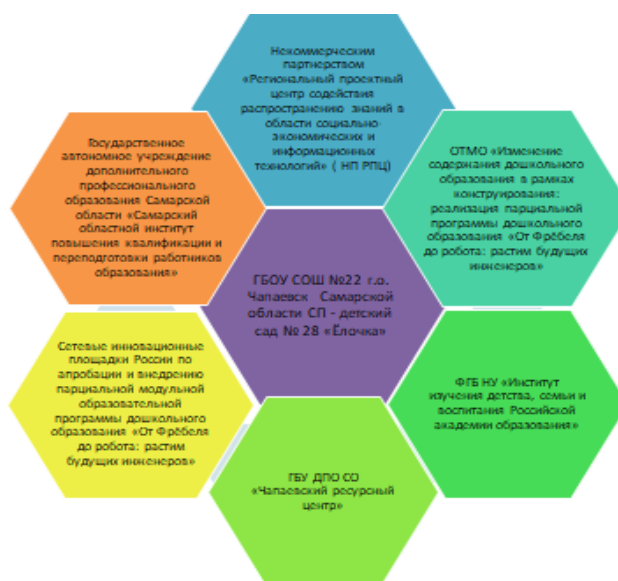 Некоммерческим
партнерством
«Региональный проектный
центр содействия
распространению знаний в
области социально-
экономических и
информационных
технологий» ( НП РПЦ)
Государственное
автономное учреждение
дополнительного
профессионального
образования Самарской
области «Самарский
областной институт
повышения квалификации и
переподготовки работников
образования»
ОТМО «Изменение
содержания дошкольного
образования в рамках
конструирования:
реализация парциальной
программы дошкольного
образования «От Фрёбеля
до робота: растим будущих
инженеров»
ГБОУ СОШ №22 г.о.
Чапаевск Самарской
области СП - детский
сад № 28 «Ёлочка»
Сетевые инновационные
площадки России по
апробации и внедрению
парциальной модульной
образовательной
программы дошкольного
образования «От Фрёбеля
до робота: растим
будущих инженеров»
ФГБ НУ «Институт
изучения детства, семьи и
воспитания Российской
академии образования»
ГБУ ДПО СО
«Чапаевский ресурсный
центр»